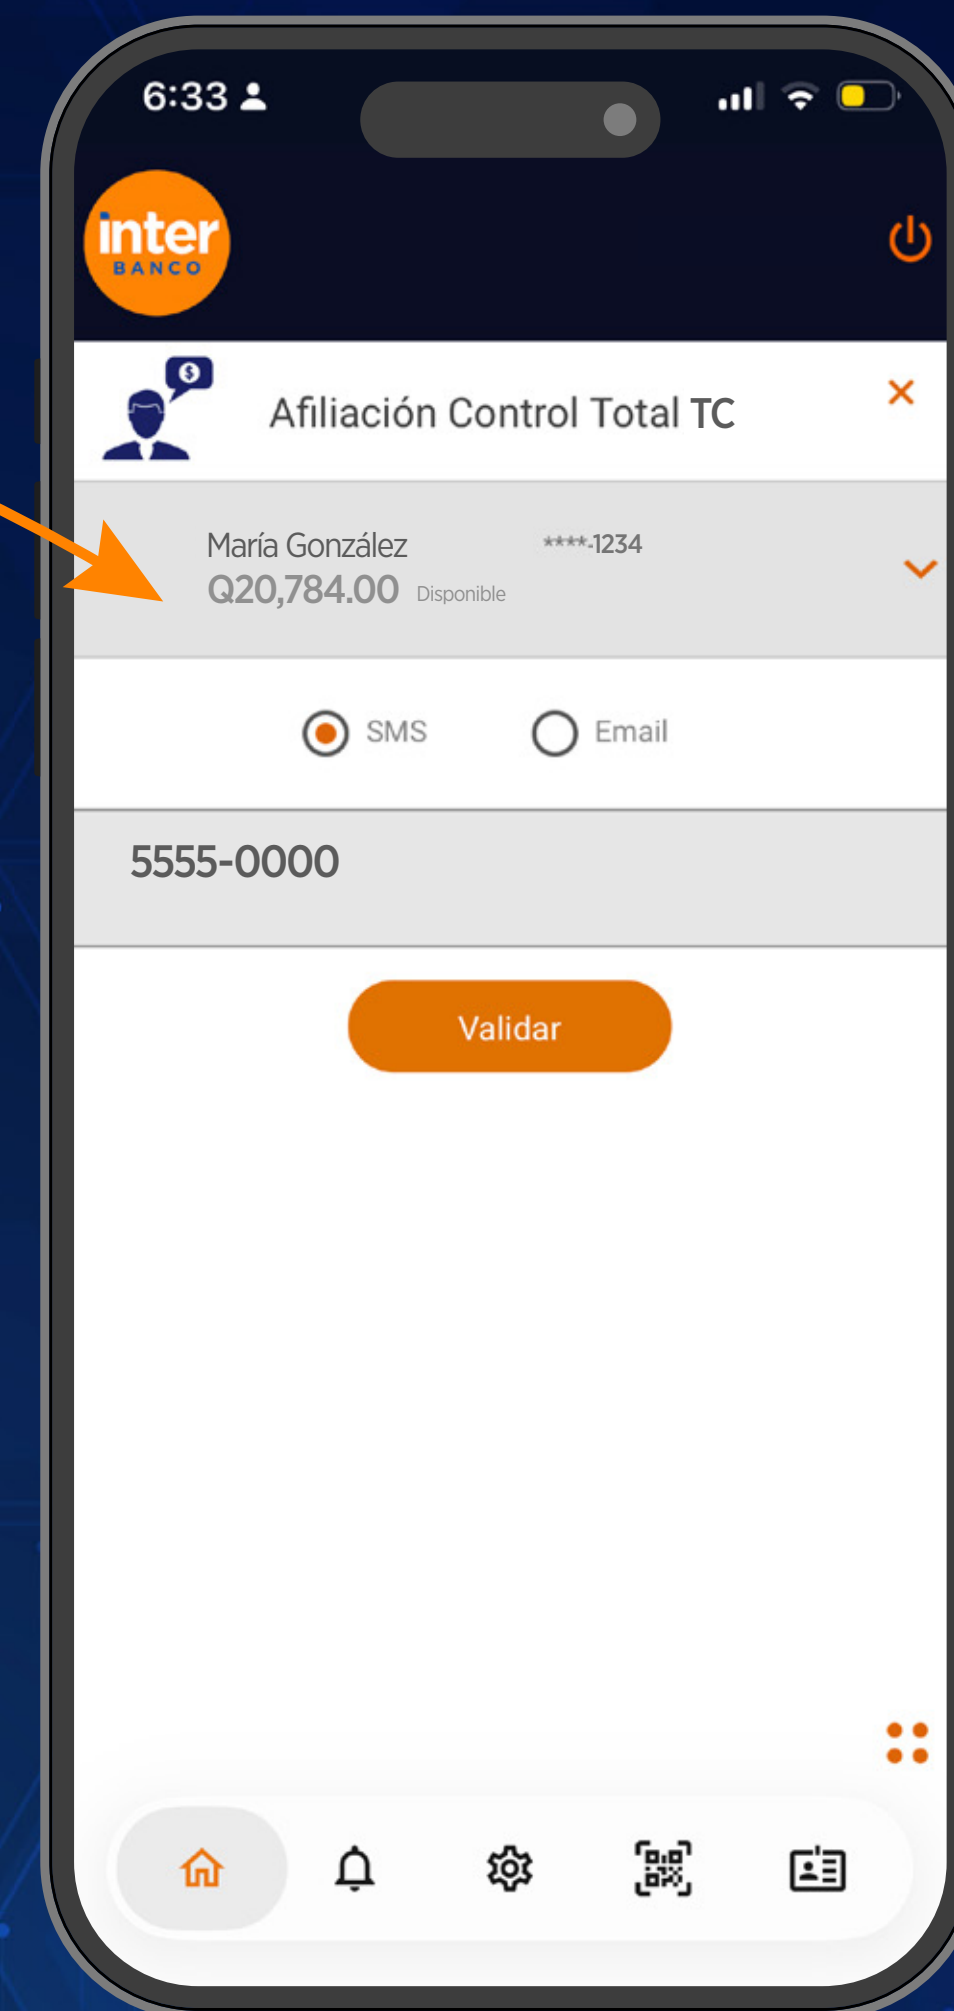 6:33
inter
BANCO
Afiliación Control Total TC
María González ****-1234
Q20,784.00 Disponible
SMS Email
5555-0000
Validar